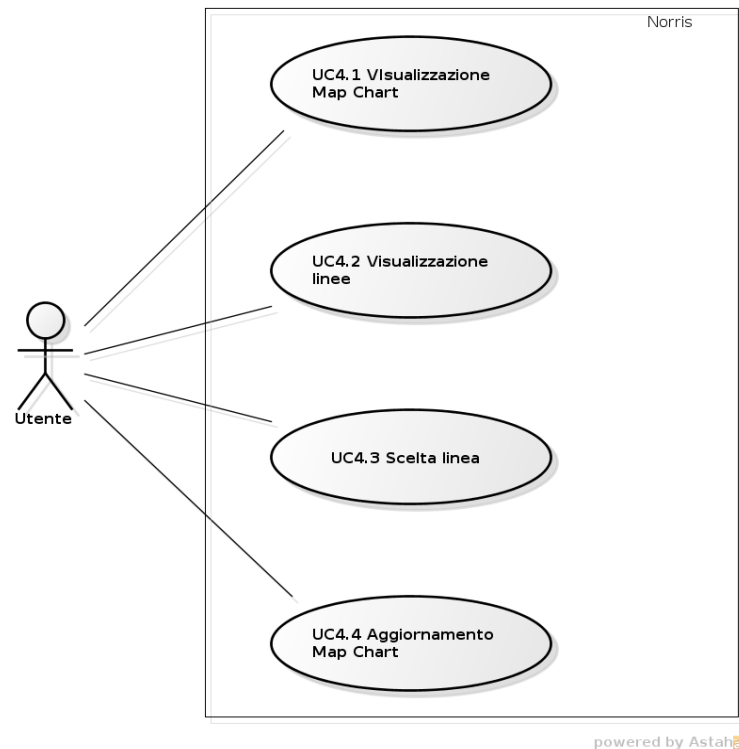 Norris
UC4.1 VIsualizzazione
Map Chart
UC4.2 Visualizzazione
linee
Utente
UC4.3 Scelta linea
UC4.4 Aggiornamento
Map Chart
powered by Astah